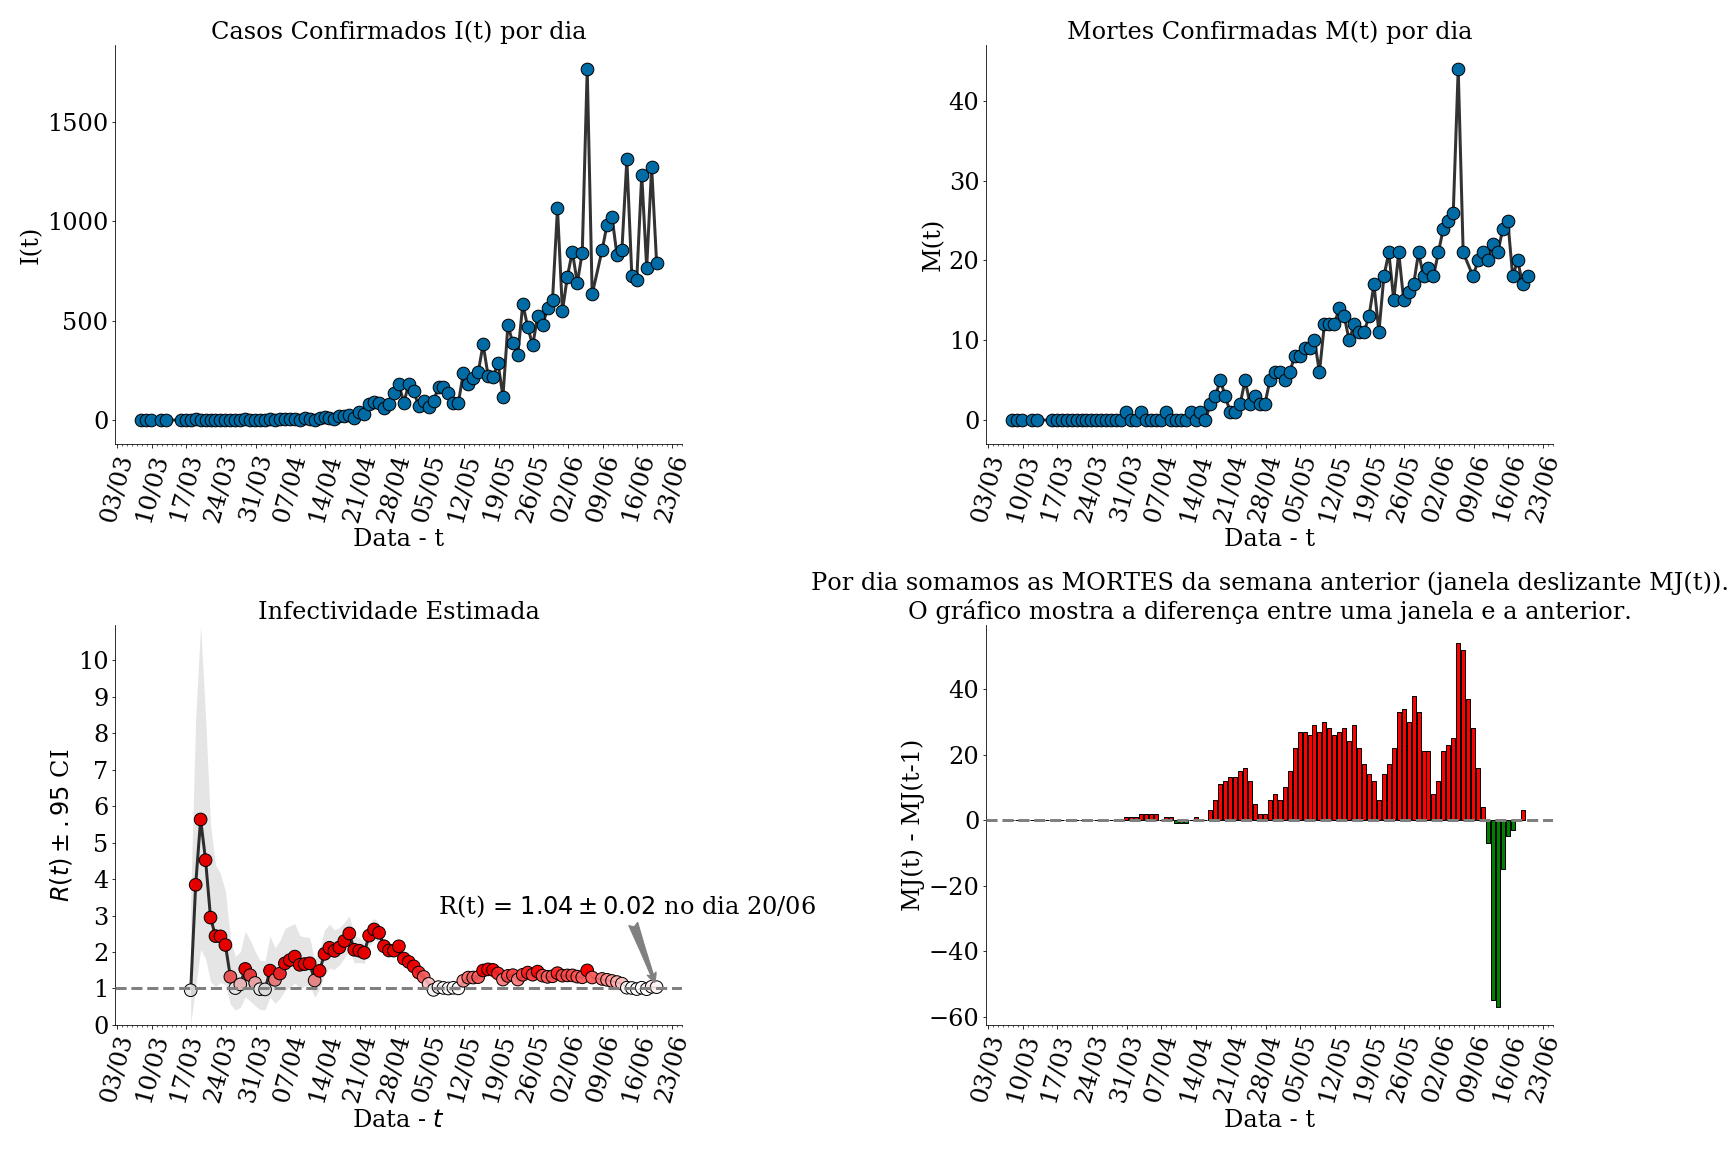 Casos Confirmados I(t) por dia
I(t)
1500
1000
500
0
03/03 10/03 17/03 24/03 31/03 07/04 14/04 21/04 28/04 05/05 12/05 19/05 26/05 02/06 09/06 16/06 23/06
Data - t
Mortes Confirmadas M(t) por dia
M(t)
40
30
20
10
0
03/03 10/03 17/03 24/03 31/03 07/04 14/04 21/04 28/04 05/05 12/05 19/05 26/05 02/06 09/06 16/06 23/06
Data - t
Infectividade Estimada
R(t) ± .95 CI
10
9
8
7
6
5
4
3
2
1
0
R(t) = 1.04 ± 0.02 no dia 20/06
03/03 10/03 17/03 24/03 31/03 07/04 14/04 21/04 28/04 05/05 12/05 19/05 26/05 02/06 09/06 16/06 23/06
Data - t
Por dia somamos as MORTES da semana anterior (janela deslizante MJ(t)).
O gráfico mostra a diferença entre uma janela e a anterior.
MJ(t) - MJ(t-1)
40
20
0
−20
−40
−60
03/03 10/03 17/03 24/03 31/03 07/04 14/04 21/04 28/04 05/05 12/05 19/05 26/05 02/06 09/06 16/06 23/06
Data - t